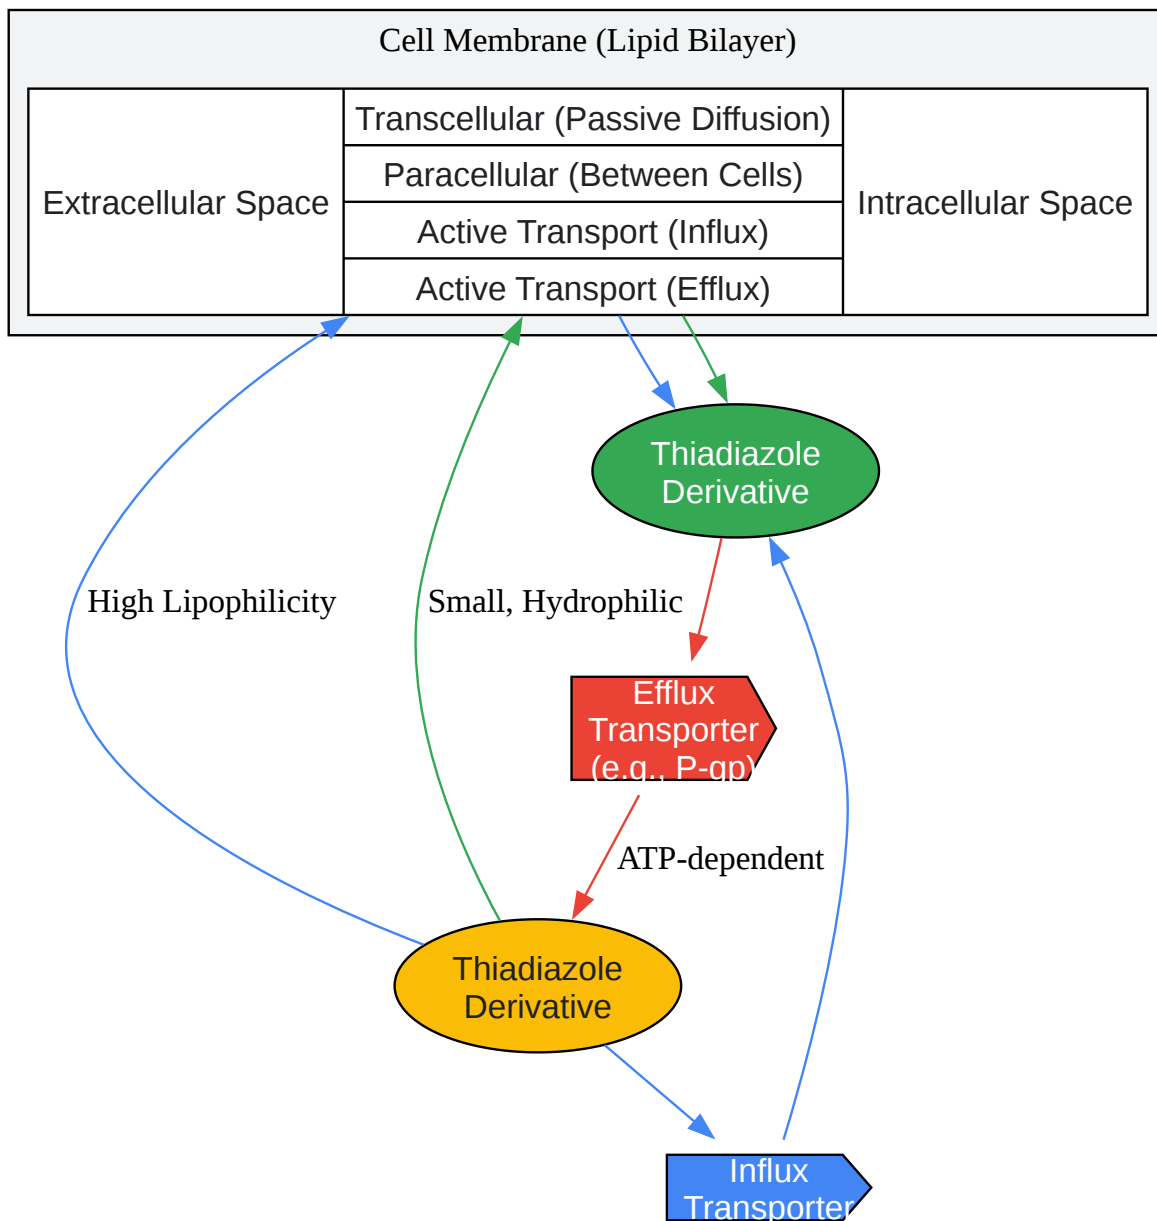 Cell Membrane (Lipid Bilayer)
Extracellular Space
Transcellular (Passive Diffusion)
Paracellular (Between Cells)
Active Transport (Influx)
Active Transport (Efflux)
Intracellular Space
Thiadiazole
Derivative
High Lipophilicity
Small, Hydrophilic
Efflux
Transporter
(e.g., P-gp)
ATP-dependent
Thiadiazole
Derivative
Influx
Transporter